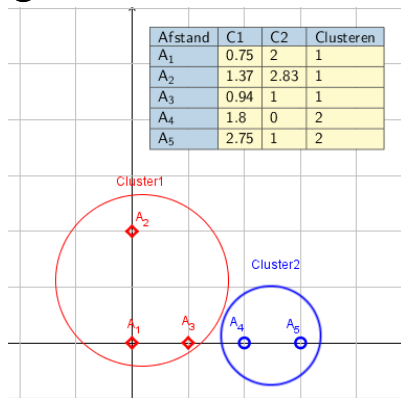 Afstand C1 C2 Clusteren
A₁ 0.75 2 1
A₂ 1.37 2.83 1
A₃ 0.94 1 1
A₄ 1.8 0 2
A₅ 2.75 1 2
Cluster1
A₂
Cluster2
A₁ A₃ A₄ A₅